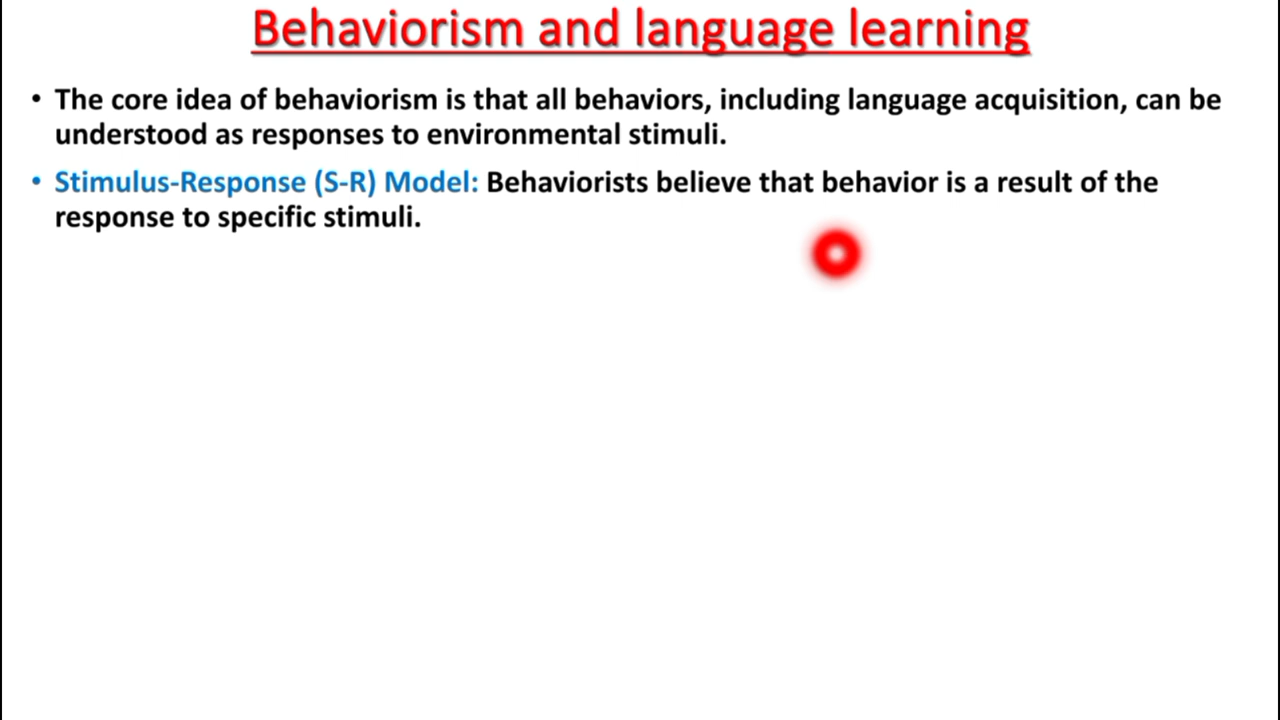 Behaviorism and language learning
• The core idea of behaviorism is that all behaviors, including language acquisition, can be
understood as responses to environmental stimuli.
• Stimulus-Response (S-R) Model: Behaviorists believe that behavior is a result of the
response to specific stimuli.